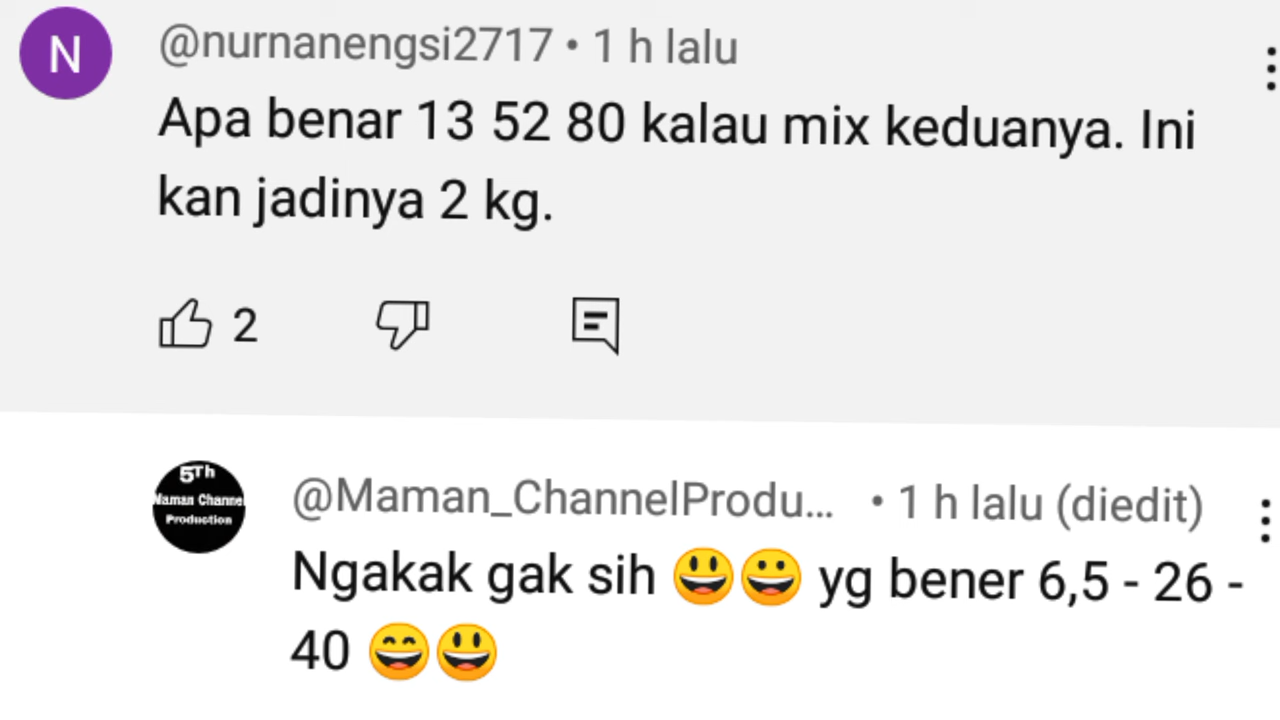 N
@nurnanengsi2717 • 1 h lalu
Apa benar 13 52 80 kalau mix keduanya. Ini
kan jadinya 2 kg.
2
5Th
Maman Channel
Production
@Maman_ChannelProdu... • 1 h lalu (diedit)
Ngakak gak sih 😃😀 yg bener 6,5 - 26 -
40 😄😃